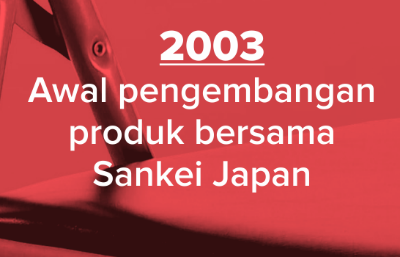 2003
Awal pengembangan
produk bersama
Sankei Japan